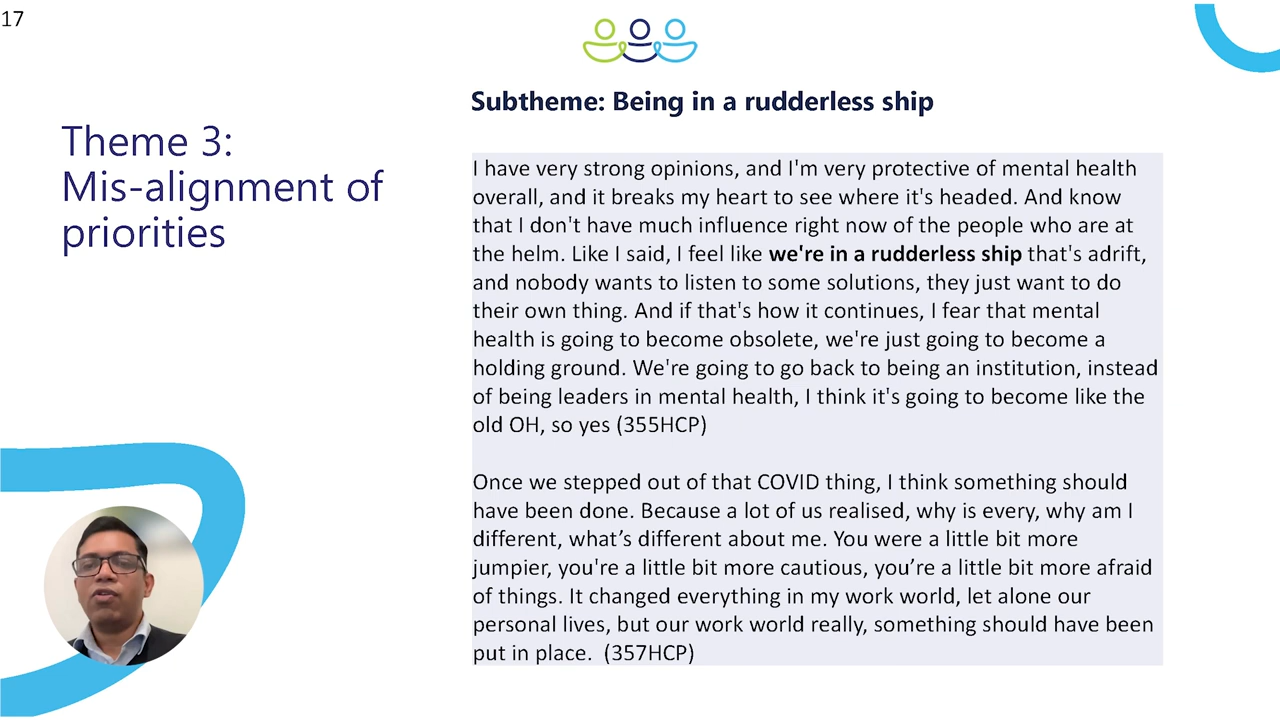 17
Theme 3:
Mis-alignment of
priorities
Subtheme: Being in a rudderless ship
I have very strong opinions, and I'm very protective of mental health
overall, and it breaks my heart to see where it's headed. And know
that I don't have much influence right now of the people who are at
the helm. Like I said, I feel like we're in a rudderless ship that's adrift,
and nobody wants to listen to some solutions, they just want to do
their own thing. And if that's how it continues, I fear that mental
health is going to become obsolete, we're just going to become a
holding ground. We're going to go back to being an institution, instead
of being leaders in mental health, I think it's going to become like the
old OH, so yes (355HCP)
Once we stepped out of that COVID thing, I think something should
have been done. Because a lot of us realised, why is every, why am I
different, what’s different about me. You were a little bit more
jumpier, you're a little bit more cautious, you’re a little bit more afraid
of things. It changed everything in my work world, let alone our
personal lives, but our work world really, something should have been
put in place.  (357HCP)